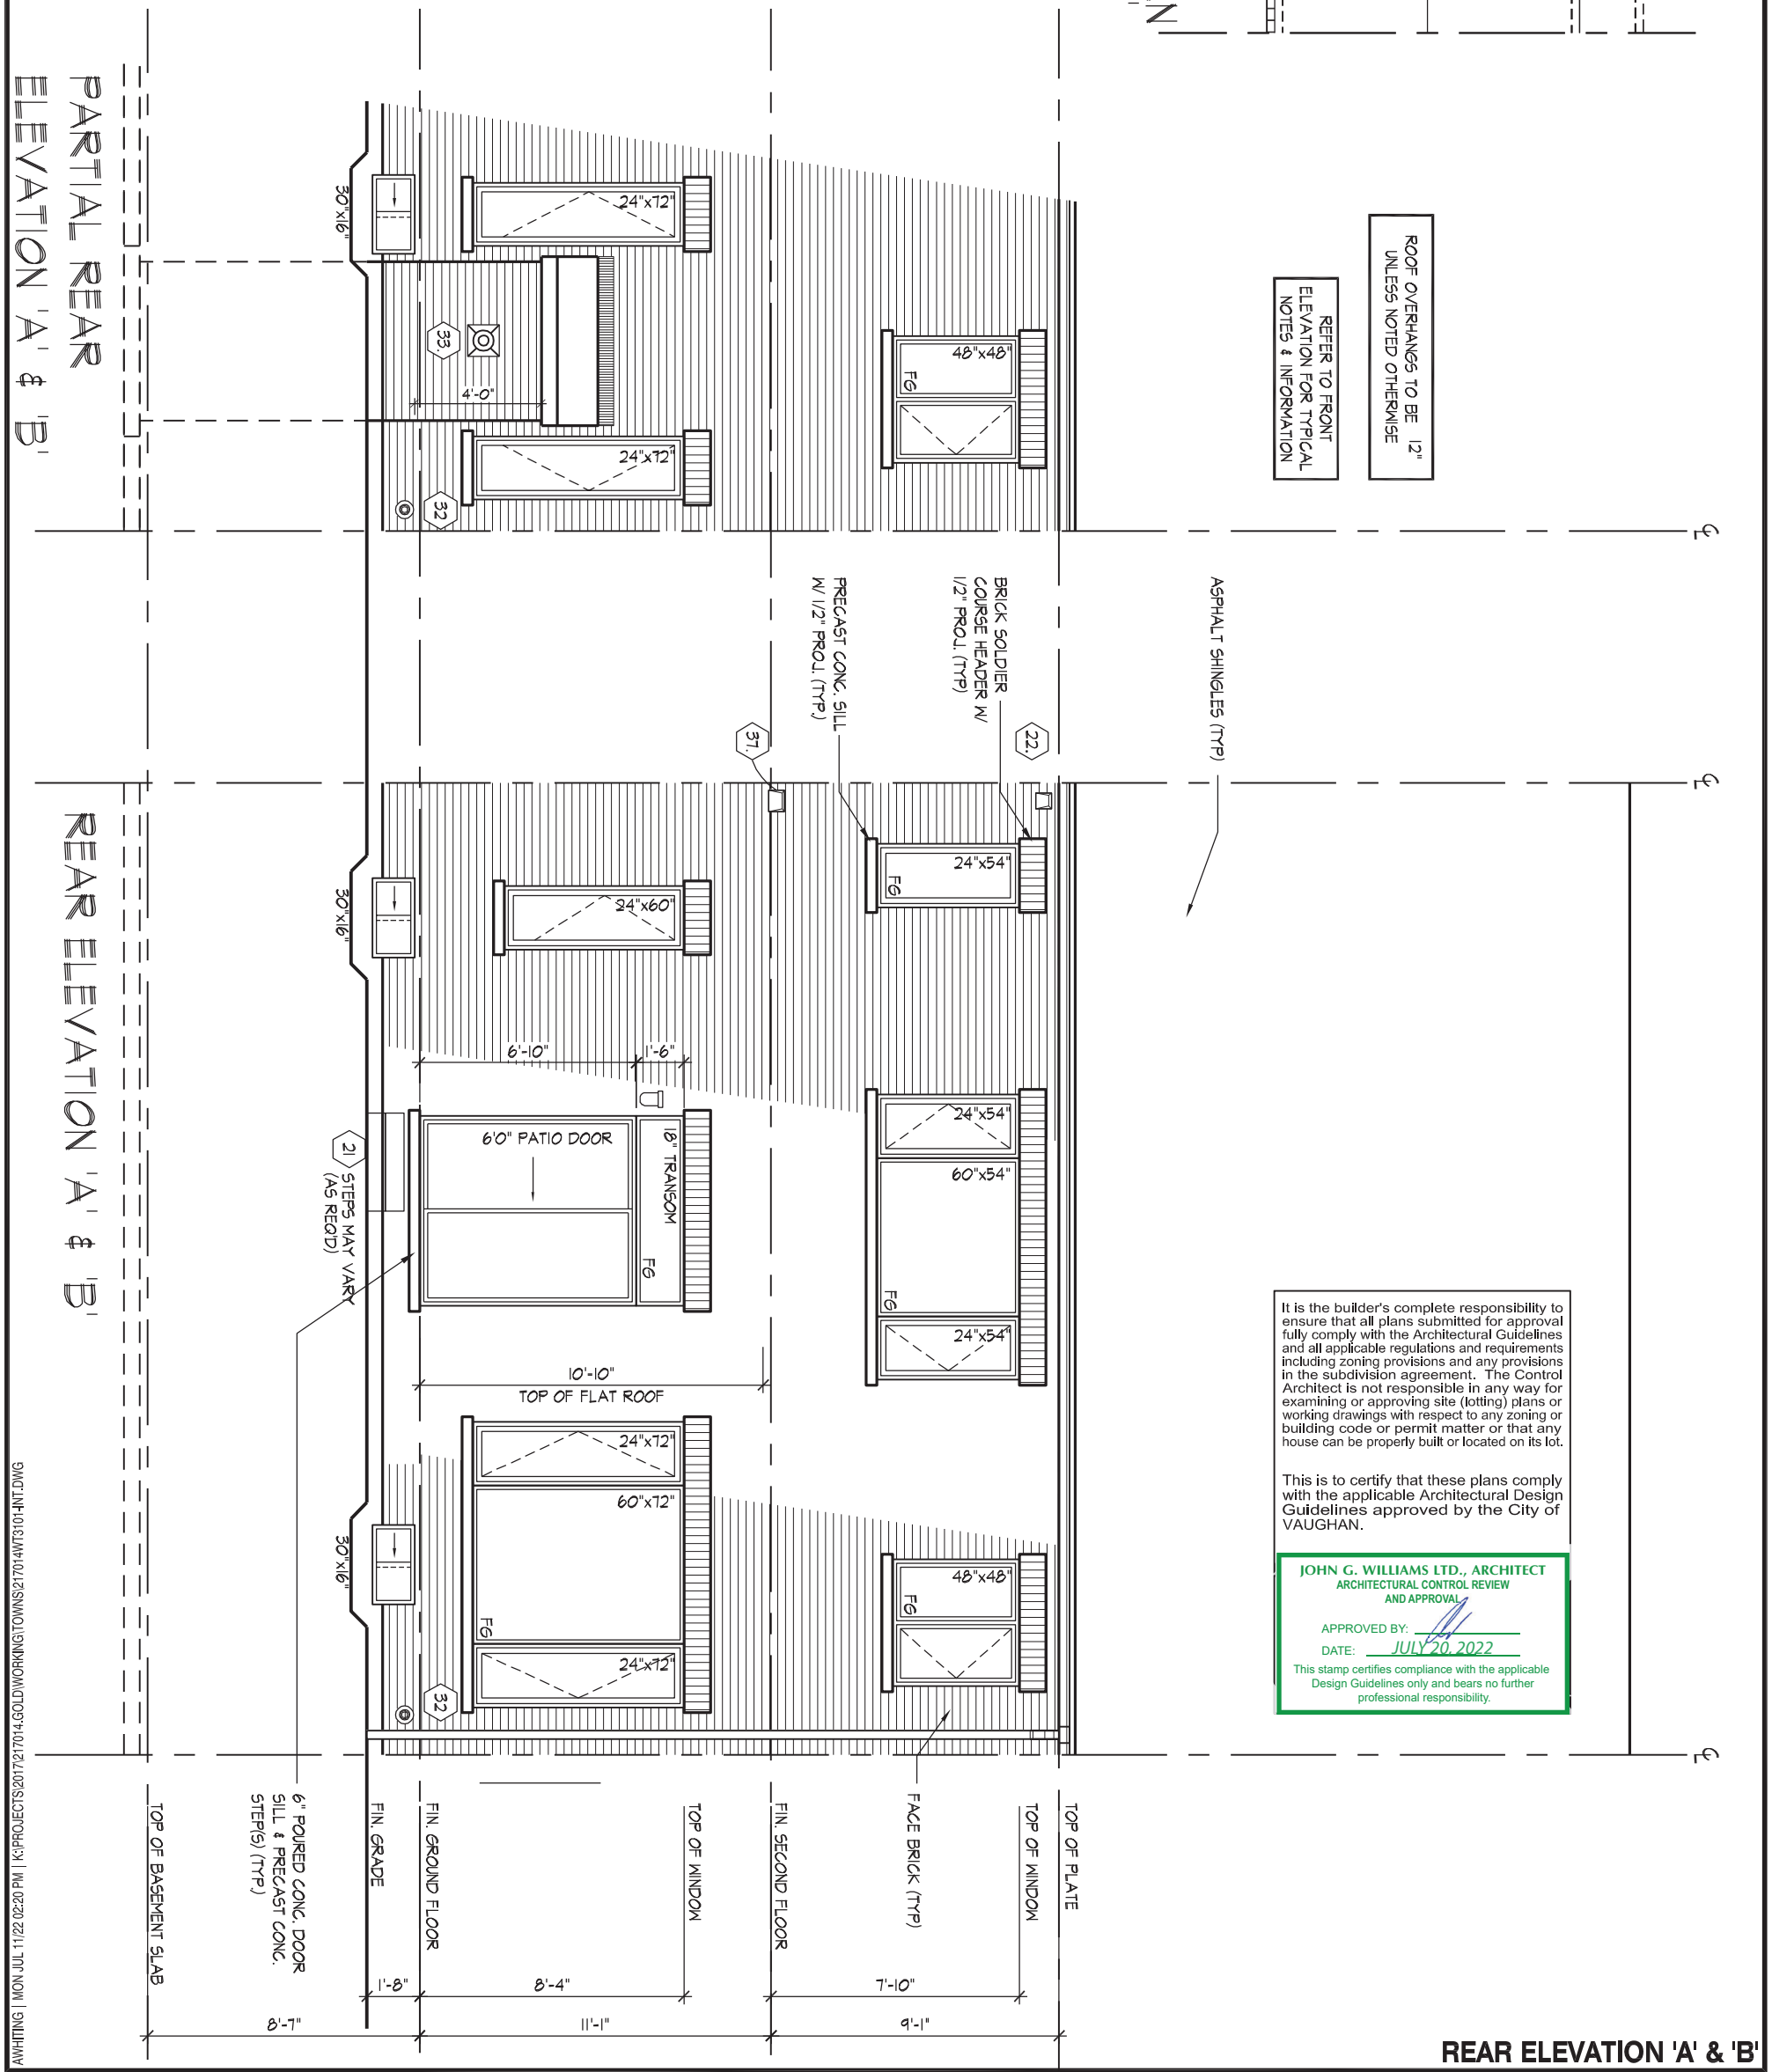 ROOF OVERHANGS TO BE 12"
UNLESS NOTED OTHERWISE
REFER TO FRONT
ELEVATION FOR TYPICAL
NOTES & INFORMATION
ASPHALT SHINGLES (TYP)
BRICK SOLDIER
COURSE HEADER W/
1/2" PROJ. (TYP)
PRECAST CONC. SILL
W/ 1/2" PROJ. (TYP.)
22.
37.
48"x48"
FG
24"x72"
24"x72"
33.
4'-0"
32
30"x16"
PARTIAL REAR
ELEVATION 'A' & 'B'
24"x54"
FG
24"x54"
60"x54"
FG
24"x54"
48"x48"
FG
24"x60"
6'-10"
1'-6"
18" TRANSOM
FG
6'0" PATIO DOOR
10'-10"
TOP OF FLAT ROOF
24"x72"
60"x72"
FG
24"x72"
32
30"x16"
21
STEPS MAY VARY
(AS REQ'D)
30"x16"
REAR ELEVATION 'A' & 'B'
TOP OF PLATE
TOP OF WINDOW
FACE BRICK (TYP)
FIN. SECOND FLOOR
TOP OF WINDOW
FIN. GROUND FLOOR
FIN. GRADE
6" POURED CONC. DOOR
SILL & PRECAST CONC.
STEP(S) (TYP.)
TOP OF BASEMENT SLAB
7'-10"
9'-1"
8'-4"
11'-1"
1'-8"
8'-7"
It is the builder's complete responsibility to
ensure that all plans submitted for approval
fully comply with the Architectural Guidelines
and all applicable regulations and requirements
including zoning provisions and any provisions
in the subdivision agreement. The Control
Architect is not responsible in any way for
examining or approving site (lotting) plans or
working drawings with respect to any zoning or
building code or permit matter or that any
house can be properly built or located on its lot.
This is to certify that these plans comply
with the applicable Architectural Design
Guidelines approved by the City of
VAUGHAN.
JOHN G. WILLIAMS LTD., ARCHITECT
ARCHITECTURAL CONTROL REVIEW
AND APPROVAL
APPROVED BY:
DATE: JULY 20, 2022
This stamp certifies compliance with the applicable
Design Guidelines only and bears no further
professional responsibility.
AWHITING | MON JUL 11/22 02:20 PM | K:\PROJECTS\2017\217014.GOLD\WORKING\TOWNS\217014WT3101-INT.DWG
REAR ELEVATION 'A' & 'B'